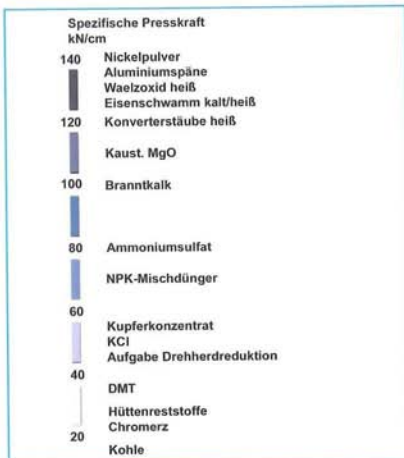 Spezifische Presskraft
kN/cm
140 Nickelpulver
Aluminiumspäne
Waelzoxid heiß
Eisenschwamm kalt/heiß
120 Konverterstäube heiß
Kaust. MgO
100 Branntkalk
80 Ammoniumsulfat
NPK-Mischdünger
60
Kupferkonzentrat
KCl
Aufgabe Drehherdreduktion
40
DMT
Hüttenreststoffe
Chromerz
20
Kohle